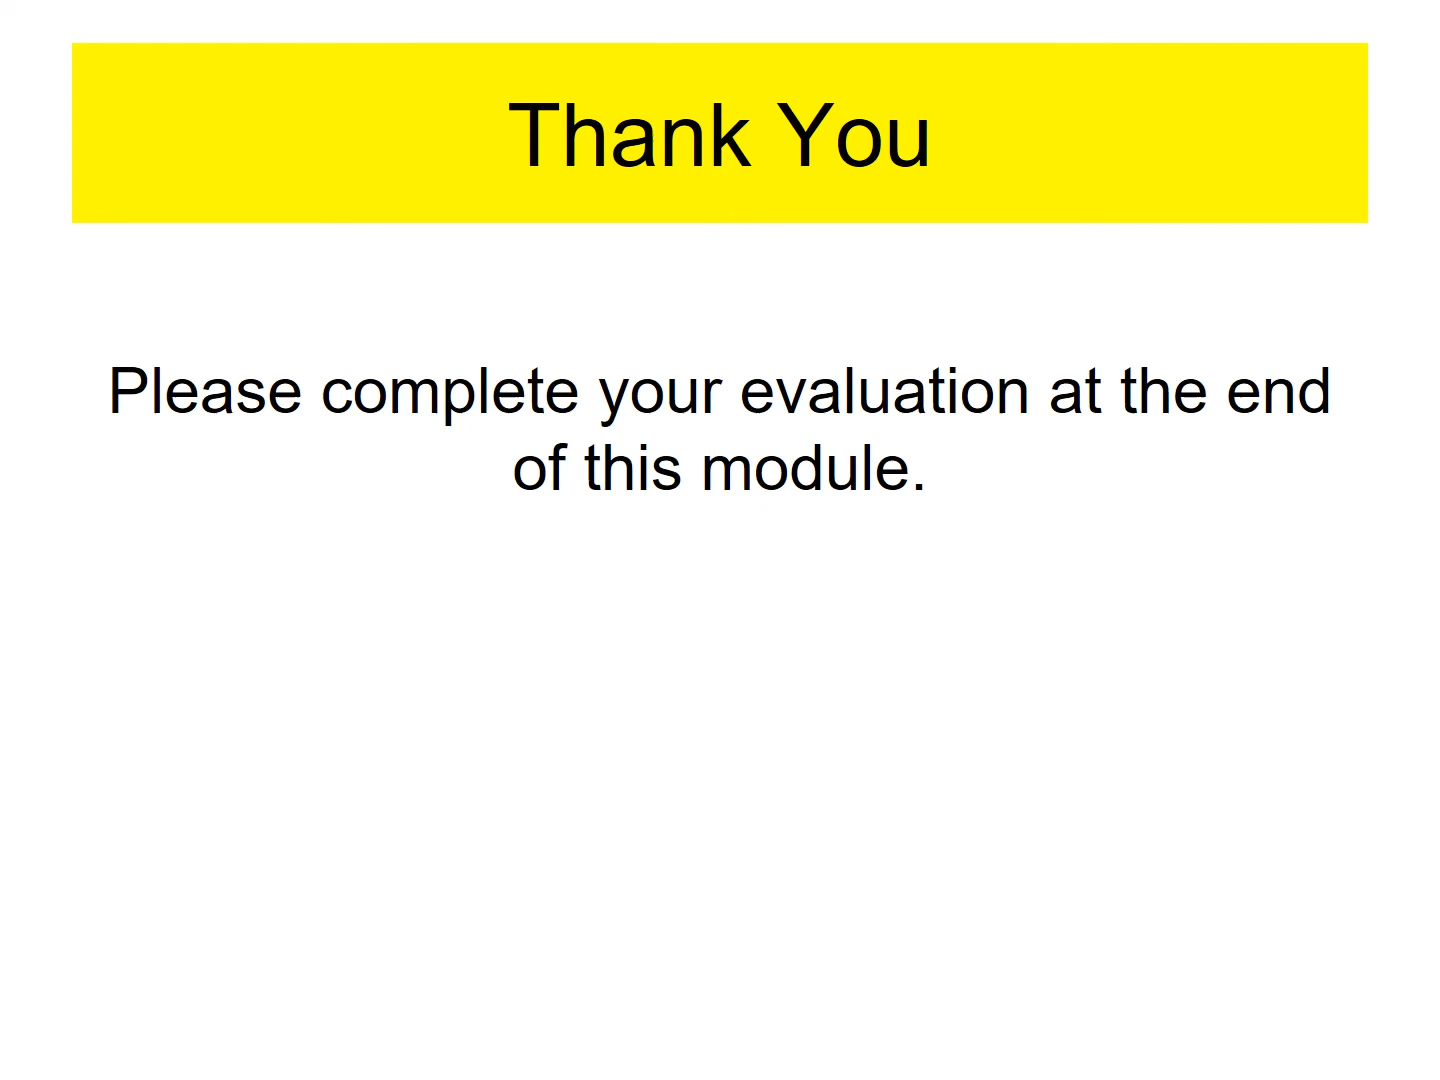 Thank You
Please complete your evaluation at the end
of this module.